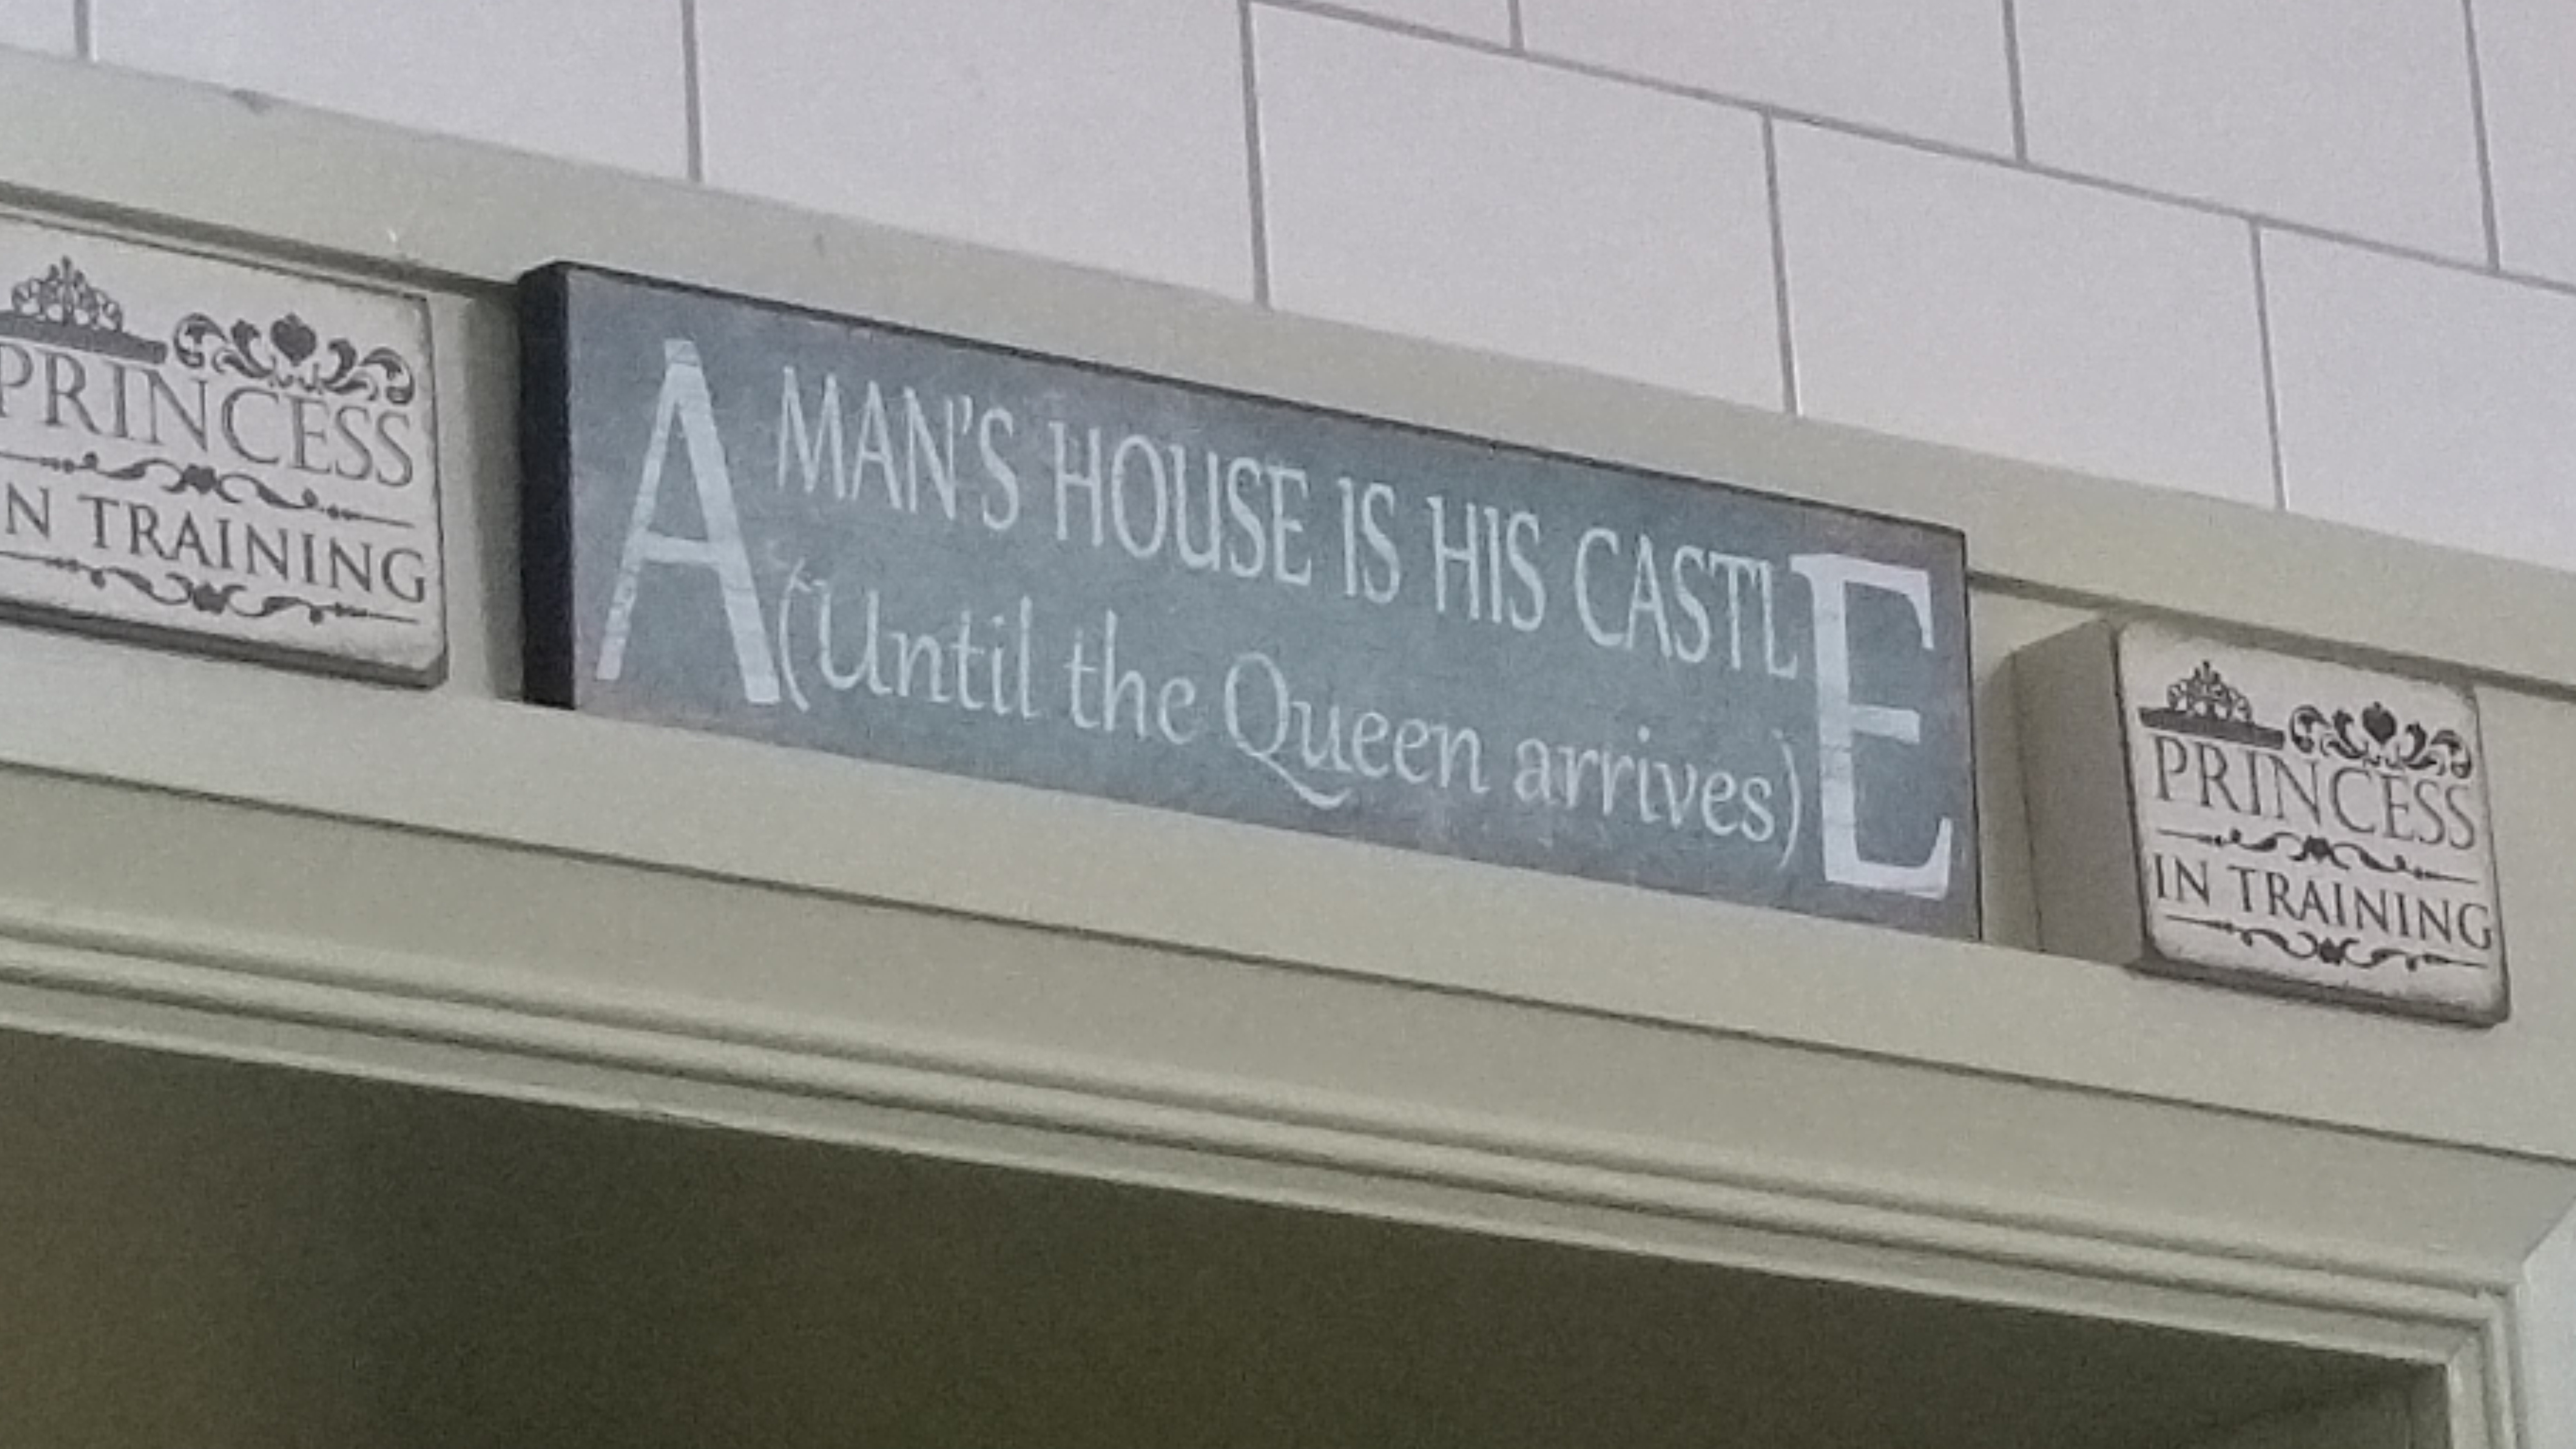 PRINCESS
N TRAINING
A MAN'S HOUSE IS HIS CASTLE
(Until the Queen arrives)
PRINCESS
IN TRAINING